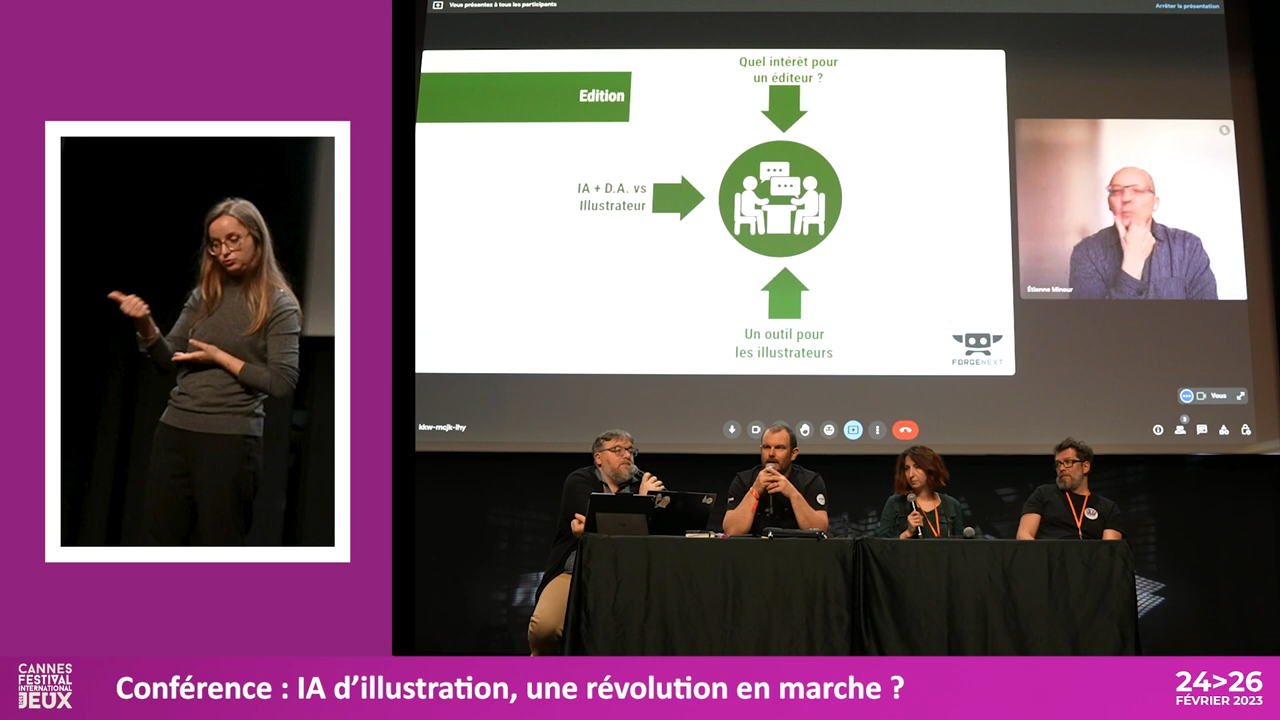 Vous présentez à tous les participants
Arrêter la présentation
Quel intérêt pour
un éditeur ?
Edition
IA + D.A. vs
Illustrateur
Un outil pour
les illustrateurs
FORGENEXT
Étienne Mineur
Vous
kkw-mcjk-ihy
CANNES
FESTIVAL
INTERNATIONAL
DES JEUX
Conférence : IA d’illustration, une révolution en marche ?
24>26
FÉVRIER 2023